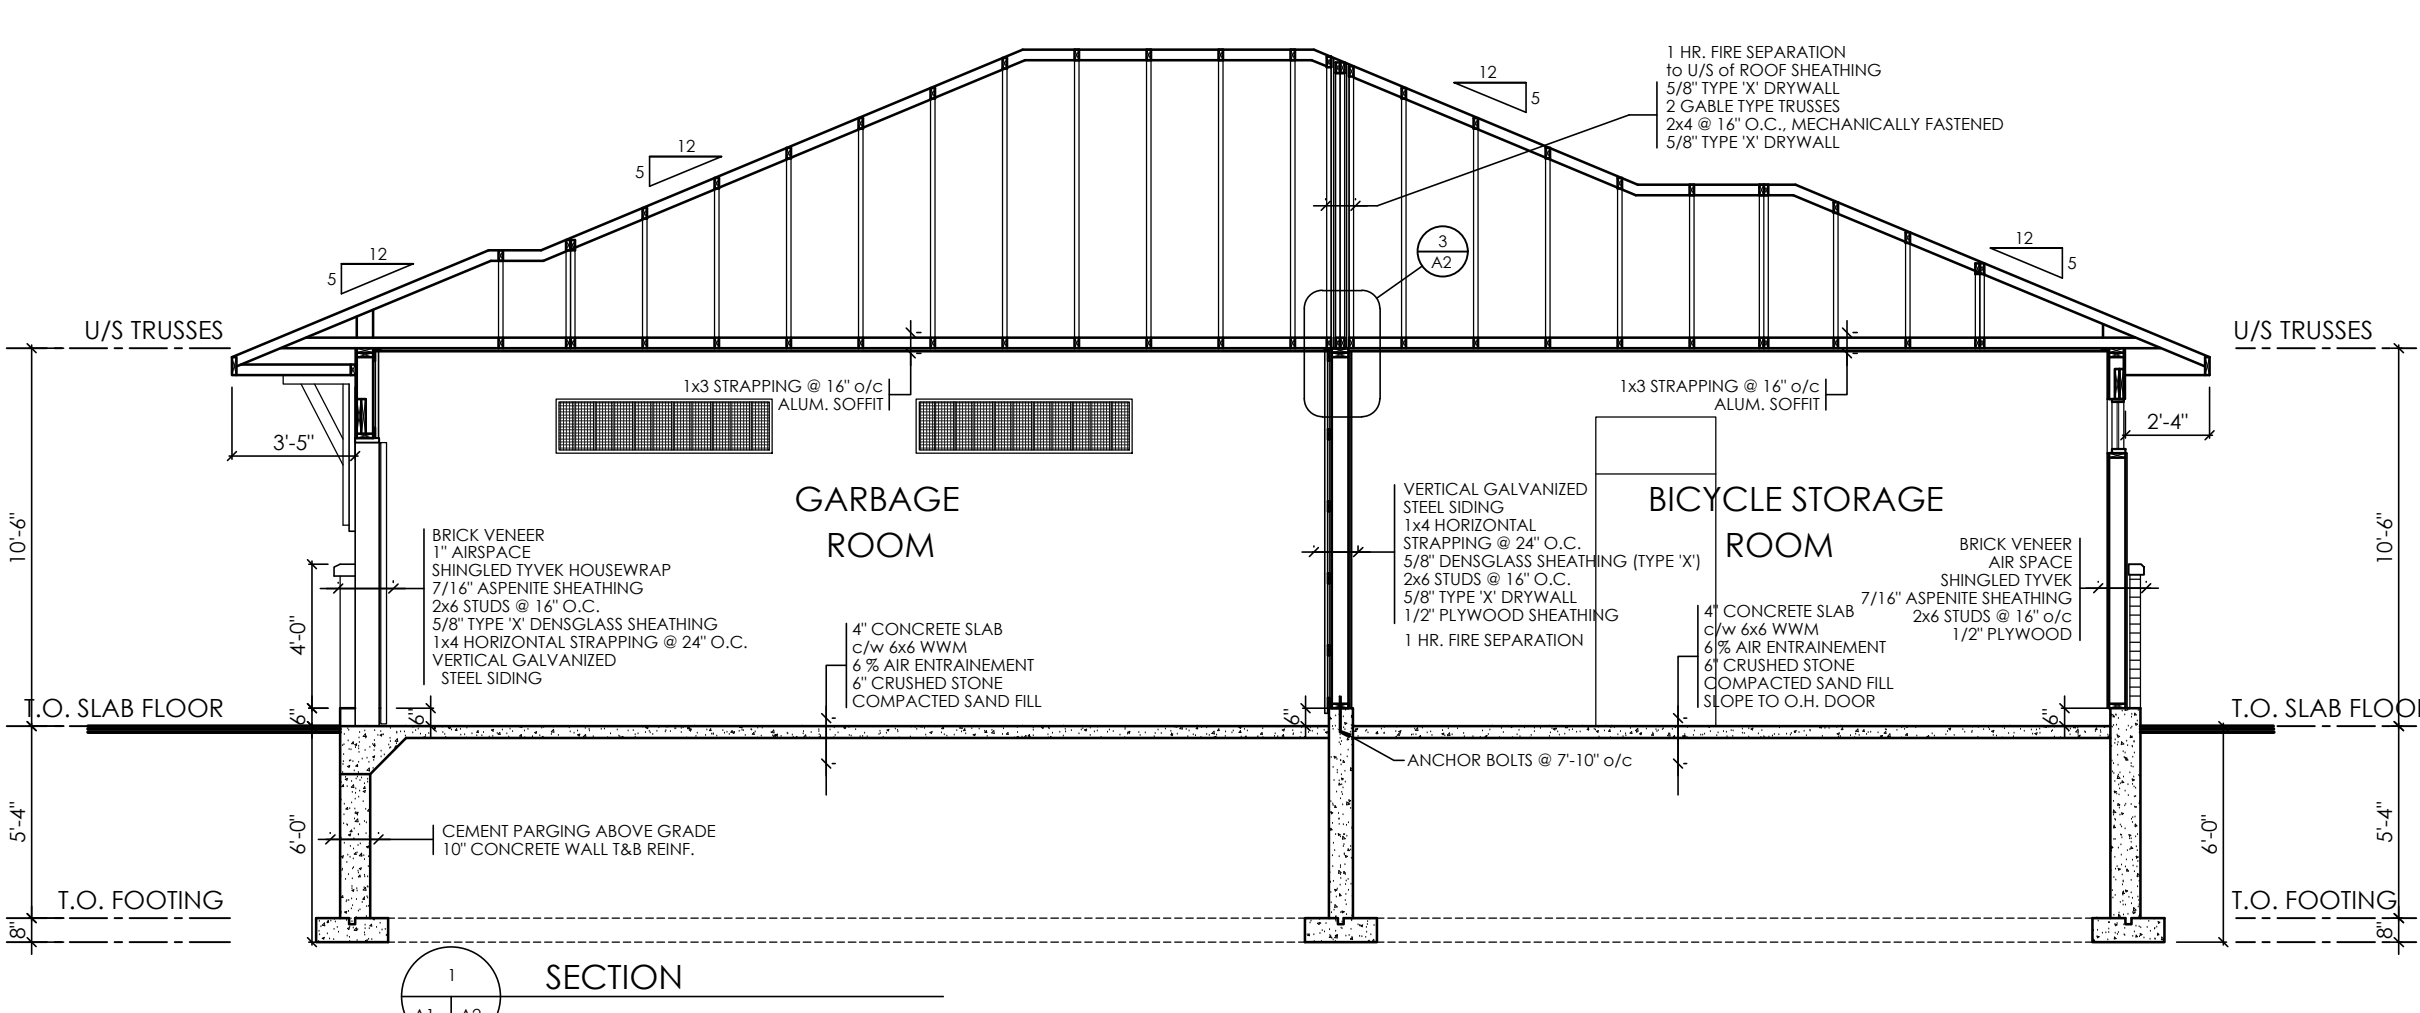 1 HR. FIRE SEPARATION
to U/S of ROOF SHEATHING
5/8" TYPE 'X' DRYWALL
2 GABLE TYPE TRUSSES
2x4 @ 16" O.C., MECHANICALLY FASTENED
5/8" TYPE 'X' DRYWALL
12
5
12
5
12
5
12
5
3
A2
U/S TRUSSES
U/S TRUSSES
1x3 STRAPPING @ 16" o/c
ALUM. SOFFIT
1x3 STRAPPING @ 16" o/c
ALUM. SOFFIT
3'-5"
2'-4"
GARBAGE
ROOM
BICYCLE STORAGE
ROOM
10'-6"
10'-6"
BRICK VENEER
1" AIRSPACE
SHINGLED TYVEK HOUSEWRAP
7/16" ASPENITE SHEATHING
2x6 STUDS @ 16" O.C.
5/8" TYPE 'X' DENSGLASS SHEATHING
1x4 HORIZONTAL STRAPPING @ 24" O.C.
VERTICAL GALVANIZED
STEEL SIDING
VERTICAL GALVANIZED
STEEL SIDING
1x4 HORIZONTAL
STRAPPING @ 24" O.C.
5/8" DENSGLASS SHEATHING (TYPE 'X')
2x6 STUDS @ 16" O.C.
5/8" TYPE 'X' DRYWALL
1/2" PLYWOOD SHEATHING
1 HR. FIRE SEPARATION
BRICK VENEER
AIR SPACE
SHINGLED TYVEK
7/16" ASPENITE SHEATHING
2x6 STUDS @ 16" o/c
1/2" PLYWOOD
4" CONCRETE SLAB
c/w 6x6 WWM
6 % AIR ENTRAINEMENT
6" CRUSHED STONE
COMPACTED SAND FILL
4" CONCRETE SLAB
c/w 6x6 WWM
6 % AIR ENTRAINEMENT
6" CRUSHED STONE
COMPACTED SAND FILL
SLOPE TO O.H. DOOR
4'-0"
T.O. SLAB FLOOR
6"
6"
6"
6"
T.O. SLAB FLOOR
ANCHOR BOLTS @ 7'-10" o/c
5'-4"
6'-0"
CEMENT PARGING ABOVE GRADE
10" CONCRETE WALL T&B REINF.
6'-0"
5'-4"
T.O. FOOTING
T.O. FOOTING
8"
8"
1
SECTION
A1
A2